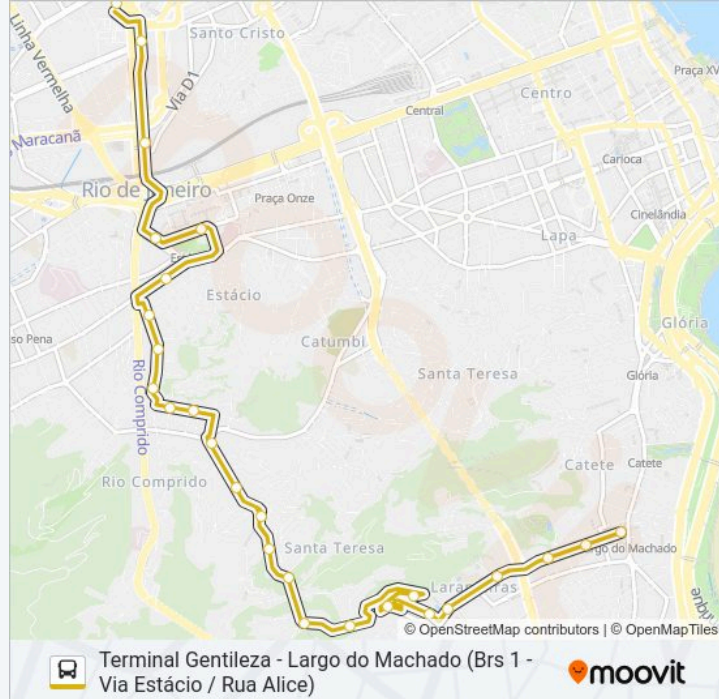 Linha Vermelha
Santo Cristo
Via D1
Praça XV
Centro
Central
Maracanã
Carioca
Rio de Janeiro
Praça Onze
Cinelândia
Lapa
Estácio
Catumbi
Glória
so Pena
Santa Teresa
Glória
Rio Comprido
Catete
Catete
Rio Comprido
Santa Teresa
Largo do Machado
Laranjeiras
© OpenStreetMap contributors | © OpenMapTiles
Terminal Gentileza - Largo do Machado (Brs 1 -
Via Estácio / Rua Alice)
moovit